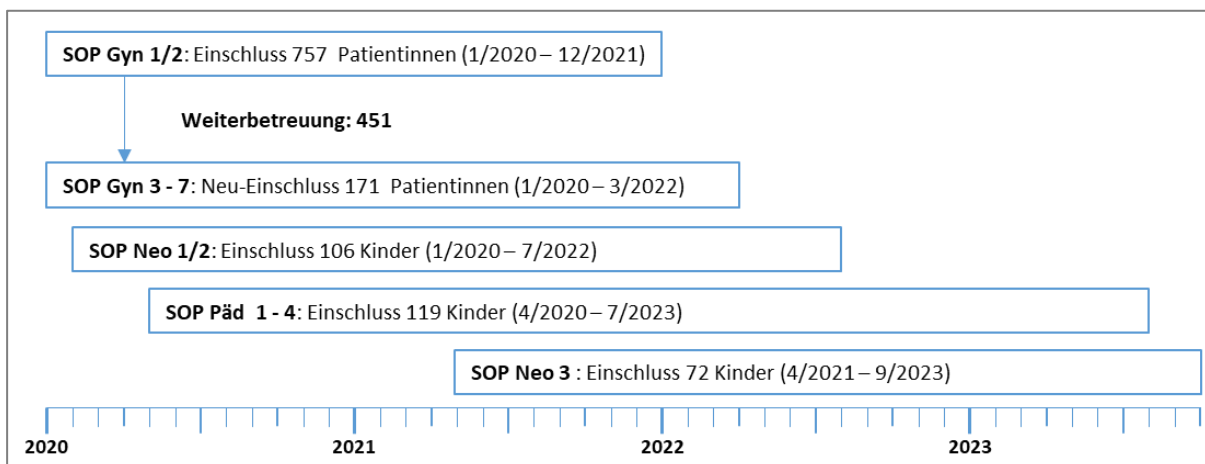 SOP Gyn 1/2: Einschluss 757 Patientinnen (1/2020 – 12/2021)
Weiterbetreuung: 451
SOP Gyn 3 - 7: Neu-Einschluss 171 Patientinnen (1/2020 – 3/2022)
SOP Neo 1/2: Einschluss 106 Kinder (1/2020 – 7/2022)
SOP Päd 1 - 4: Einschluss 119 Kinder (4/2020 – 7/2023)
SOP Neo 3 : Einschluss 72 Kinder (4/2021 – 9/2023)
2020 2021 2022 2023